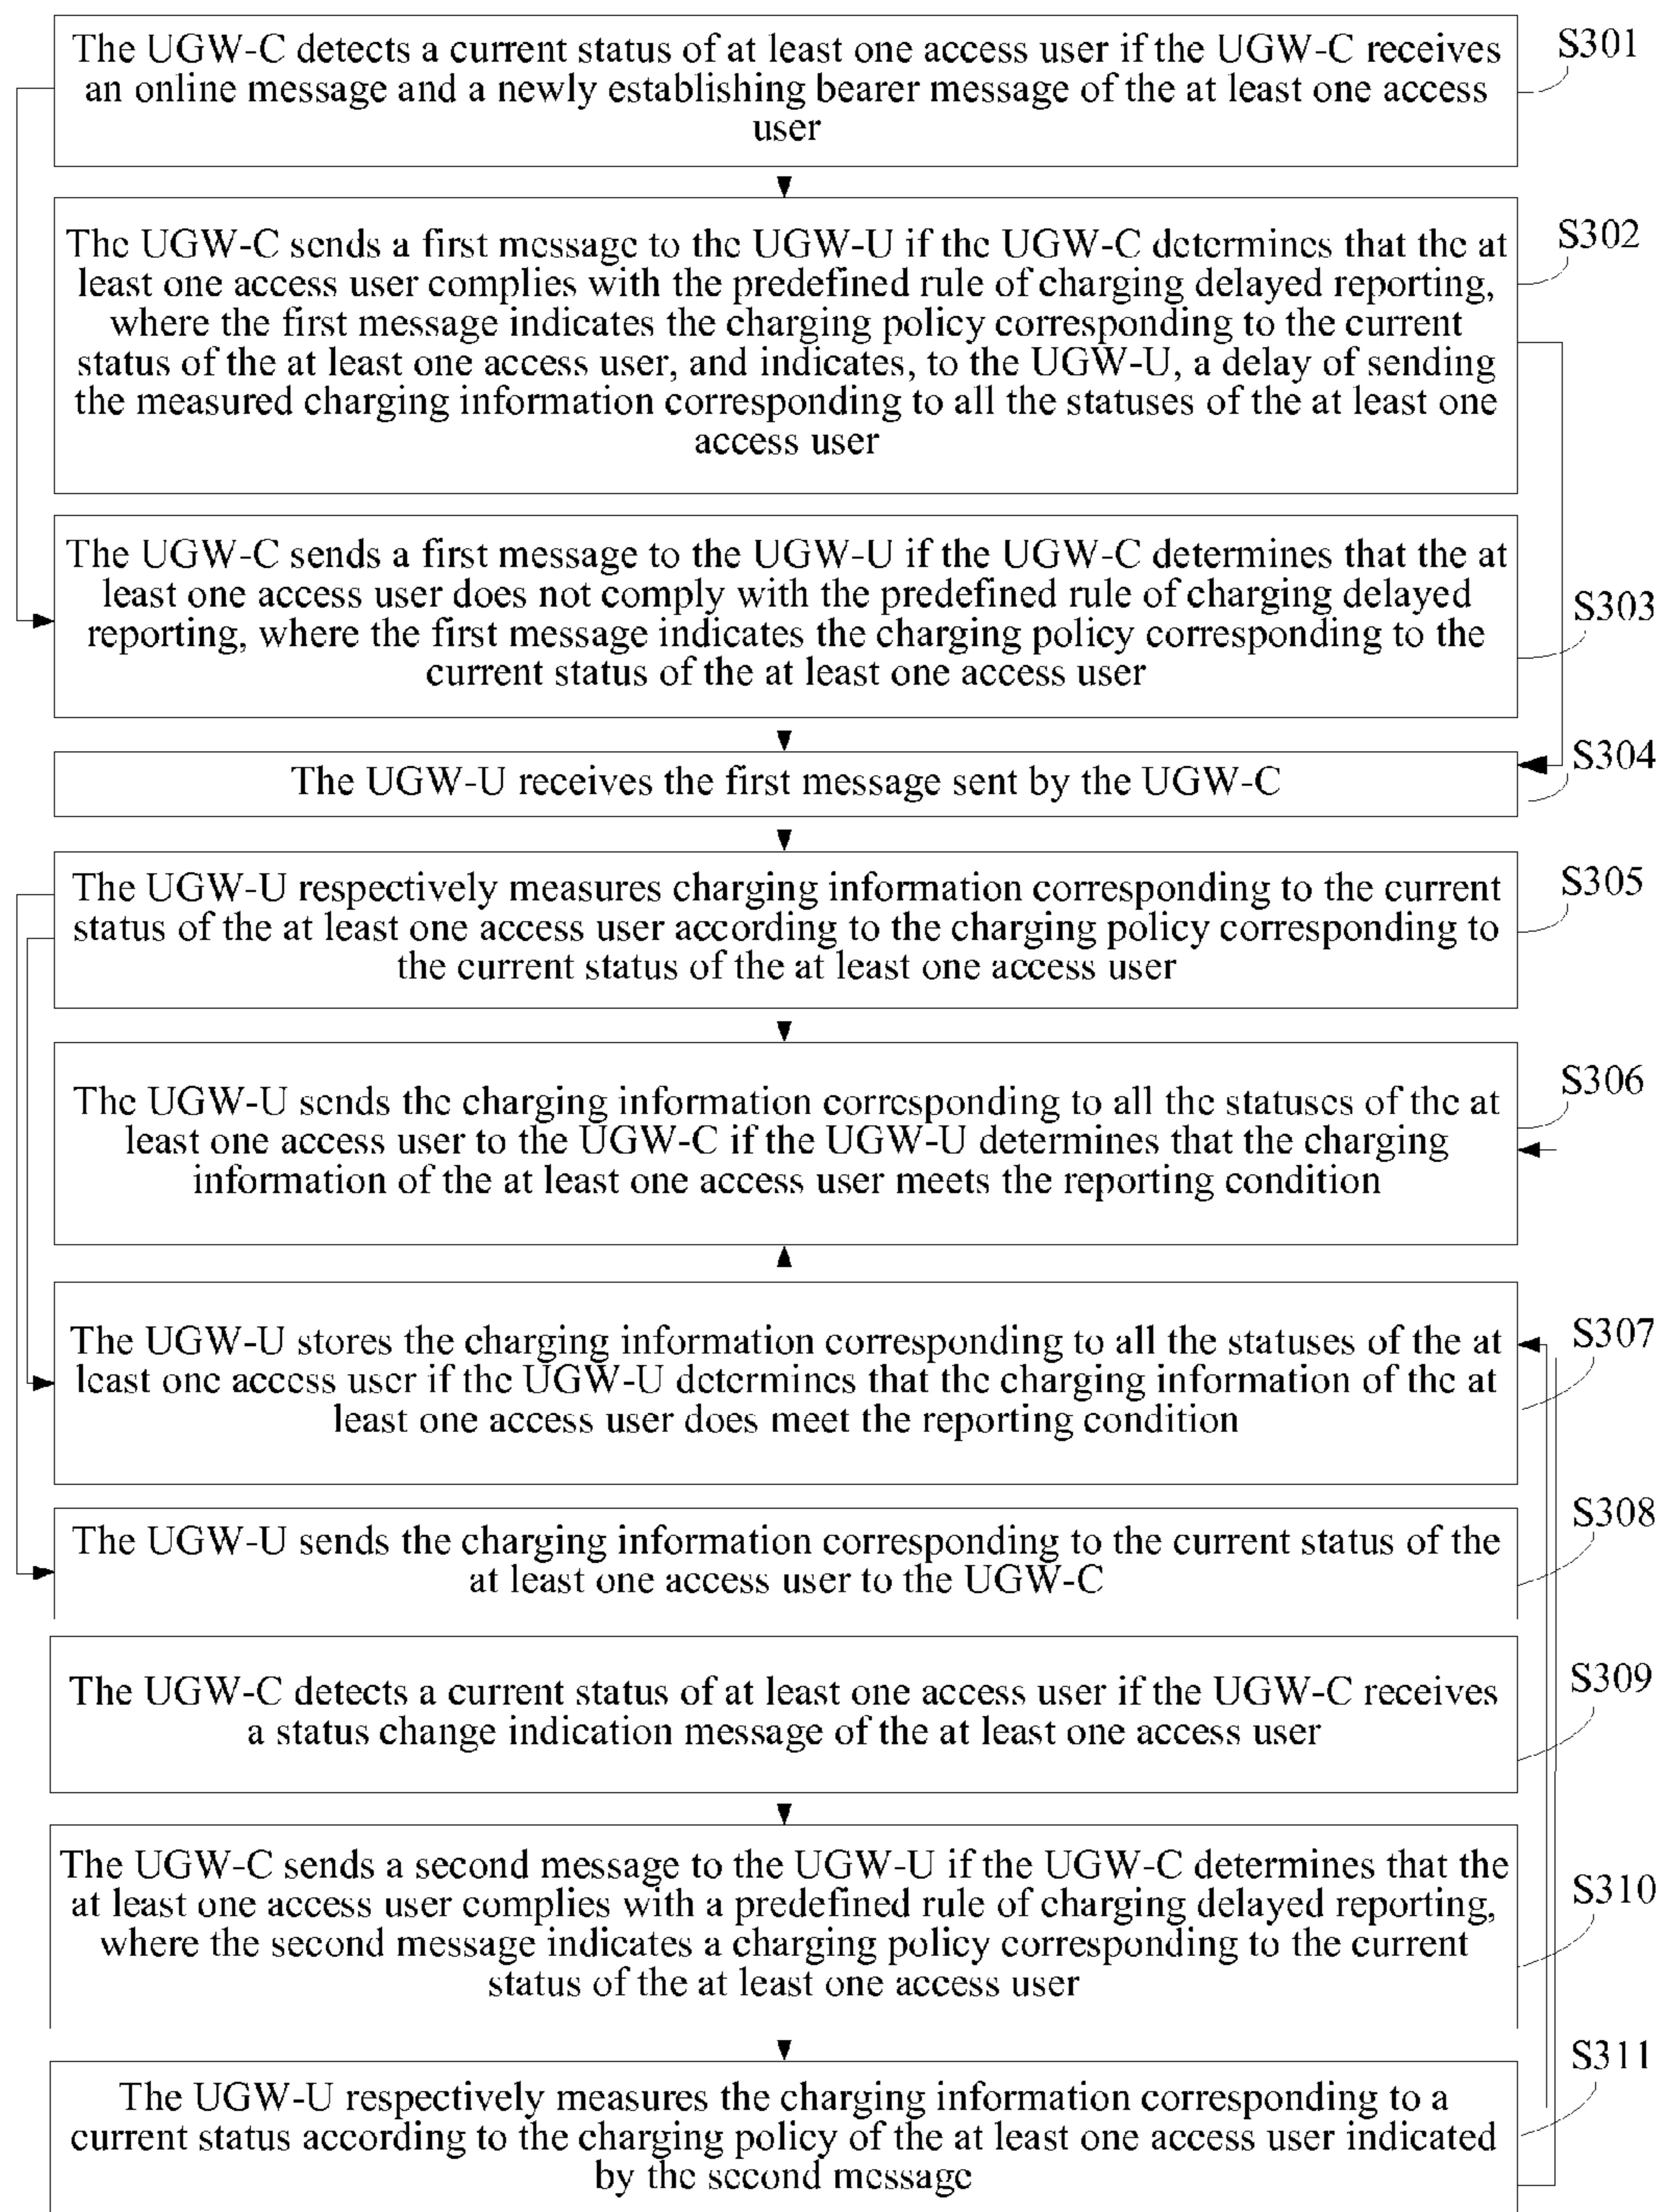 The UGW-C detects a current status of at least one access user if the UGW-C receives
an online message and a newly establishing bearer message of the at least one access
user
S301
The UGW-C sends a first message to the UGW-U if the UGW-C determines that the at
least one access user complies with the predefined rule of charging delayed reporting,
where the first message indicates the charging policy corresponding to the current
status of the at least one access user, and indicates, to the UGW-U, a delay of sending
the measured charging information corresponding to all the statuses of the at least one
access user
S302
The UGW-C sends a first message to the UGW-U if the UGW-C determines that the at
least one access user does not comply with the predefined rule of charging delayed
reporting, where the first message indicates the charging policy corresponding to the
current status of the at least one access user
S303
The UGW-U receives the first message sent by the UGW-C
S304
The UGW-U respectively measures charging information corresponding to the current
status of the at least one access user according to the charging policy corresponding to
the current status of the at least one access user
S305
The UGW-U sends the charging information corresponding to all the statuses of the at
least one access user to the UGW-C if the UGW-U determines that the charging
information of the at least one access user meets the reporting condition
S306
The UGW-U stores the charging information corresponding to all the statuses of the at
least one access user if the UGW-U determines that the charging information of the at
least one access user does meet the reporting condition
S307
The UGW-U sends the charging information corresponding to the current status of the
at least one access user to the UGW-C
S308
The UGW-C detects a current status of at least one access user if the UGW-C receives
a status change indication message of the at least one access user
S309
The UGW-C sends a second message to the UGW-U if the UGW-C determines that the
at least one access user complies with a predefined rule of charging delayed reporting,
where the second message indicates a charging policy corresponding to the current
status of the at least one access user
S310
The UGW-U respectively measures the charging information corresponding to a
current status according to the charging policy of the at least one access user indicated
by the second message
S311